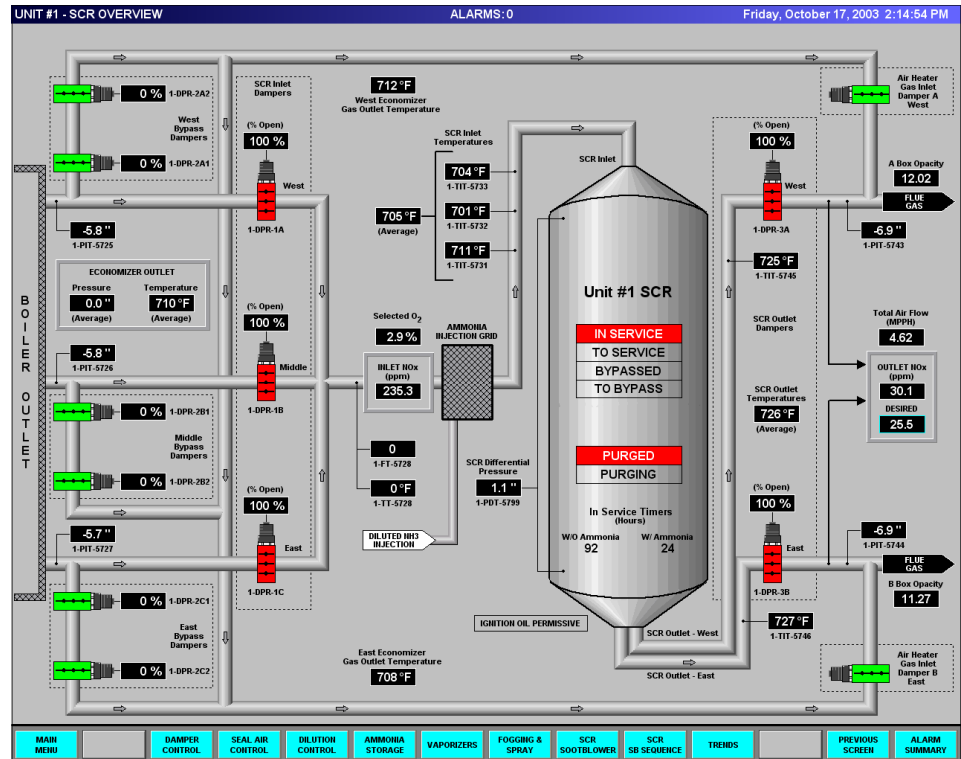 UNIT #1 - SCR OVERVIEW
ALARMS: 0
Friday, October 17, 2003 2:14:54 PM
0 %
1-DPR-2A2
West
Bypass
Dampers
0 %
1-DPR-2A1
SCR Inlet
Dampers
(% Open)
100 %
West
1-DPR-1A
712 °F
West Economizer
Gas Outlet Temperature
SCR Inlet
Temperatures
704 °F
1-TIT-5733
701 °F
1-TIT-5732
711 °F
1-TIT-5731
705 °F
(Average)
SCR Inlet
(% Open)
100 %
West
1-DPR-3A
Air Heater
Gas Inlet
Damper A
West
A Box Opacity
12.02
FLUE
GAS
-5.8 "
1-PIT-5725
-6.9 "
1-PIT-5743
725 °F
1-TIT-5745
ECONOMIZER OUTLET
Pressure
Temperature
0.0 "
710 °F
(Average)
(Average)
BOILER OUTLET
(% Open)
100 %
Middle
1-DPR-1B
Selected O2
2.9 %
INLET NOx
(ppm)
235.3
AMMONIA
INJECTION GRID
Unit #1 SCR
IN SERVICE
TO SERVICE
BYPASSED
TO BYPASS
PURGED
PURGING
In Service Timers
(Hours)
W/O Ammonia
W/ Ammonia
92
24
SCR Outlet
Dampers
SCR Outlet
Temperatures
726 °F
(Average)
Total Air Flow
(MPPH)
4.62
OUTLET NOx
(ppm)
30.1
DESIRED
25.5
-5.8 "
1-PIT-5726
0 %
1-DPR-2B1
Middle
Bypass
Dampers
0 %
1-DPR-2B2
0
1-FT-5728
0 °F
1-TT-5728
SCR Differential
Pressure
1.1 "
1-PDT-5799
DILUTED NH3
INJECTION
(% Open)
100 %
East
1-DPR-1C
(% Open)
100 %
East
1-DPR-3B
-5.7 "
1-PIT-5727
-6.9 "
1-PIT-5744
FLUE
GAS
B Box Opacity
11.27
0 %
1-DPR-2C1
East
Bypass
Dampers
0 %
1-DPR-2C2
East Economizer
Gas Outlet Temperature
708 °F
IGNITION OIL PERMISSIVE
SCR Outlet - West
SCR Outlet - East
727 °F
1-TIT-5746
Air Heater
Gas Inlet
Damper B
East
MAIN
MENU
DAMPER
CONTROL
SEAL AIR
CONTROL
DILUTION
CONTROL
AMMONIA
STORAGE
VAPORIZERS
FOGGING &
SPRAY
SCR
SOOTBLOWER
SCR
SB SEQUENCE
TRENDS
PREVIOUS
SCREEN
ALARM
SUMMARY